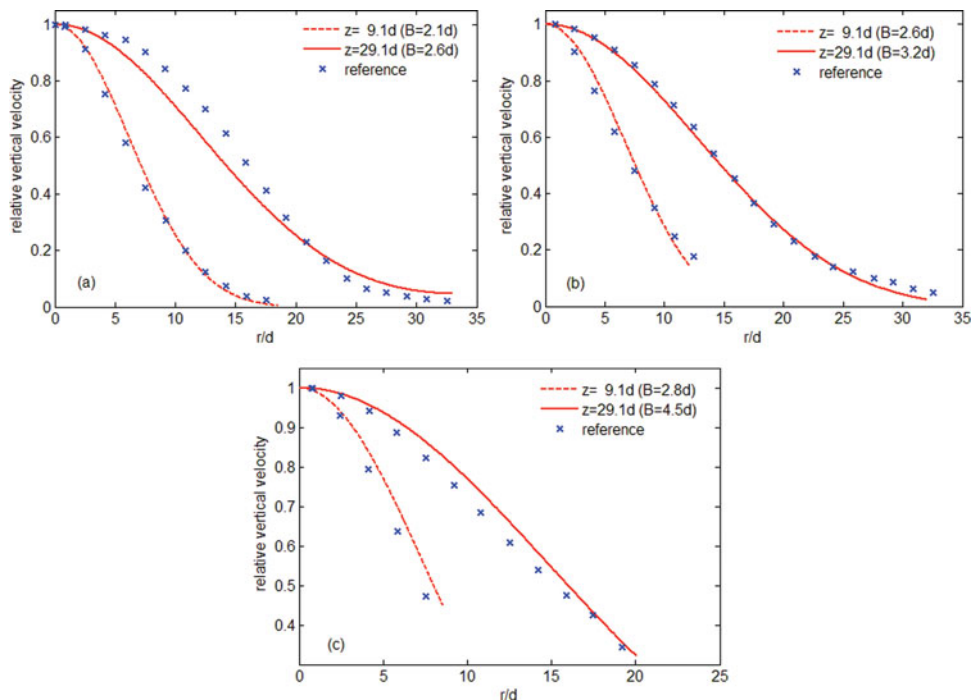 z= 9.1d (B=2.1d)
z=29.1d (B=2.6d)
reference
relative vertical velocity
1
0.8
0.6
0.4
0.2
0
(a)
0 5 10 15 20 25 30 35
r/d
z= 9.1d (B=2.6d)
z=29.1d (B=3.2d)
reference
relative vertical velocity
1
0.8
0.6
0.4
0.2
0
(b)
0 5 10 15 20 25 30 35
r/d
z= 9.1d (B=2.8d)
z=29.1d (B=4.5d)
reference
relative vertical velocity
1
0.9
0.8
0.7
0.6
0.5
0.4
(c)
0 5 10 15 20 25
r/d